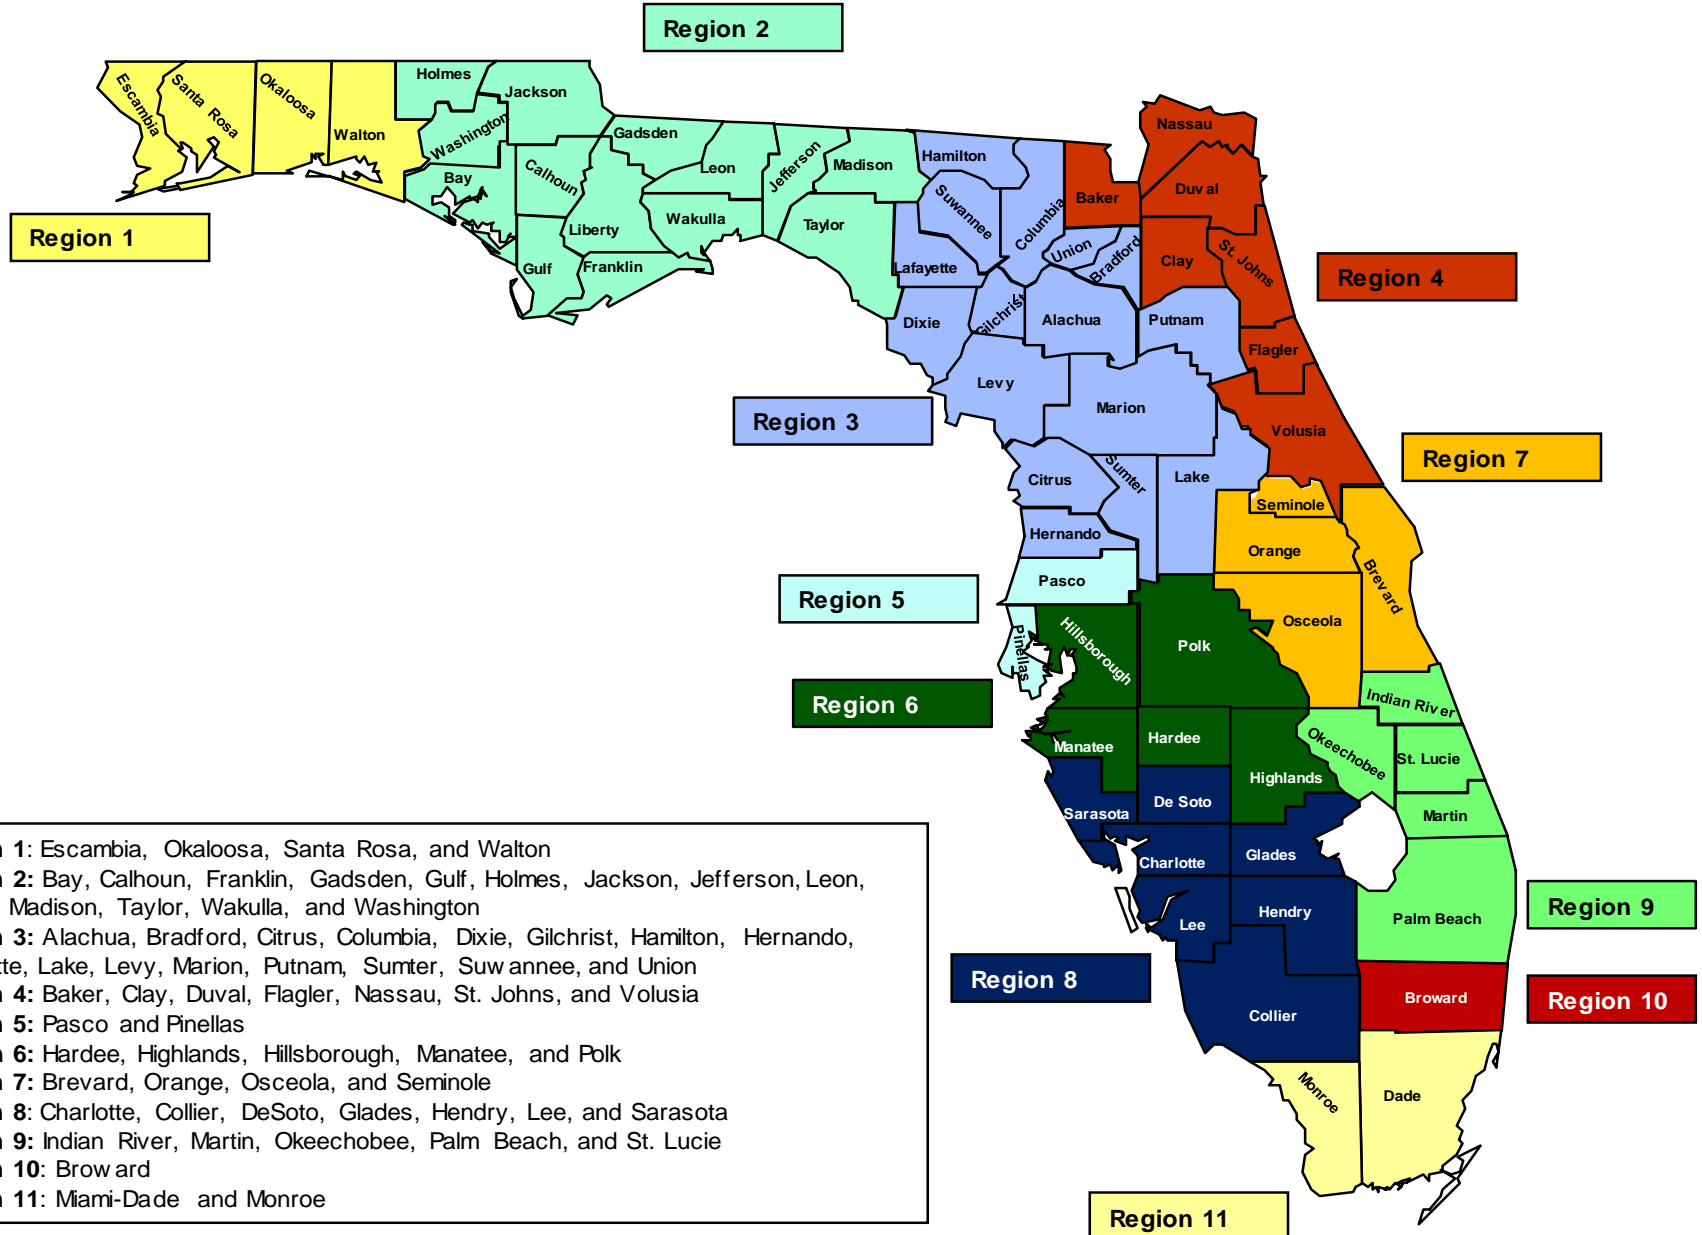 Region 2
Holmes
Jackson
Escambia
Santa Rosa
Okaloosa
Walton
Washington
Gadsden
Nassau
Leon
Jefferson
Madison
Hamilton
Bay
Calhoun
Duval
Baker
Suwannee
Columbia
Liberty
Wakulla
Taylor
Region 1
Union
Bradford
Clay
St. Johns
Gulf
Franklin
Lafayette
Region 4
Dixie
Gilchrist
Alachua
Putnam
Flagler
Levy
Marion
Region 3
Volusia
Region 7
Citrus
Sumter
Lake
Seminole
Hernando
Orange
Brevard
Pasco
Region 5
Pinellas
Hillsborough
Polk
Osceola
Region 6
Indian River
Manatee
Hardee
Okeechobee
St. Lucie
Highlands
Sarasota
De Soto
Martin
Charlotte
Glades
Lee
Hendry
Palm Beach
Region 9
Region 8
Broward
Region 10
Collier
Monroe
Dade
Region 11
1: Escambia, Okaloosa, Santa Rosa, and Walton
2: Bay, Calhoun, Franklin, Gadsden, Gulf, Holmes, Jackson, Jefferson, Leon,
Madison, Taylor, Wakulla, and Washington
3: Alachua, Bradford, Citrus, Columbia, Dixie, Gilchrist, Hamilton, Hernando,
tte, Lake, Levy, Marion, Putnam, Sumter, Suwannee, and Union
4: Baker, Clay, Duval, Flagler, Nassau, St. Johns, and Volusia
5: Pasco and Pinellas
6: Hardee, Highlands, Hillsborough, Manatee, and Polk
7: Brevard, Orange, Osceola, and Seminole
8: Charlotte, Collier, DeSoto, Glades, Hendry, Lee, and Sarasota
9: Indian River, Martin, Okeechobee, Palm Beach, and St. Lucie
10: Broward
11: Miami-Dade and Monroe